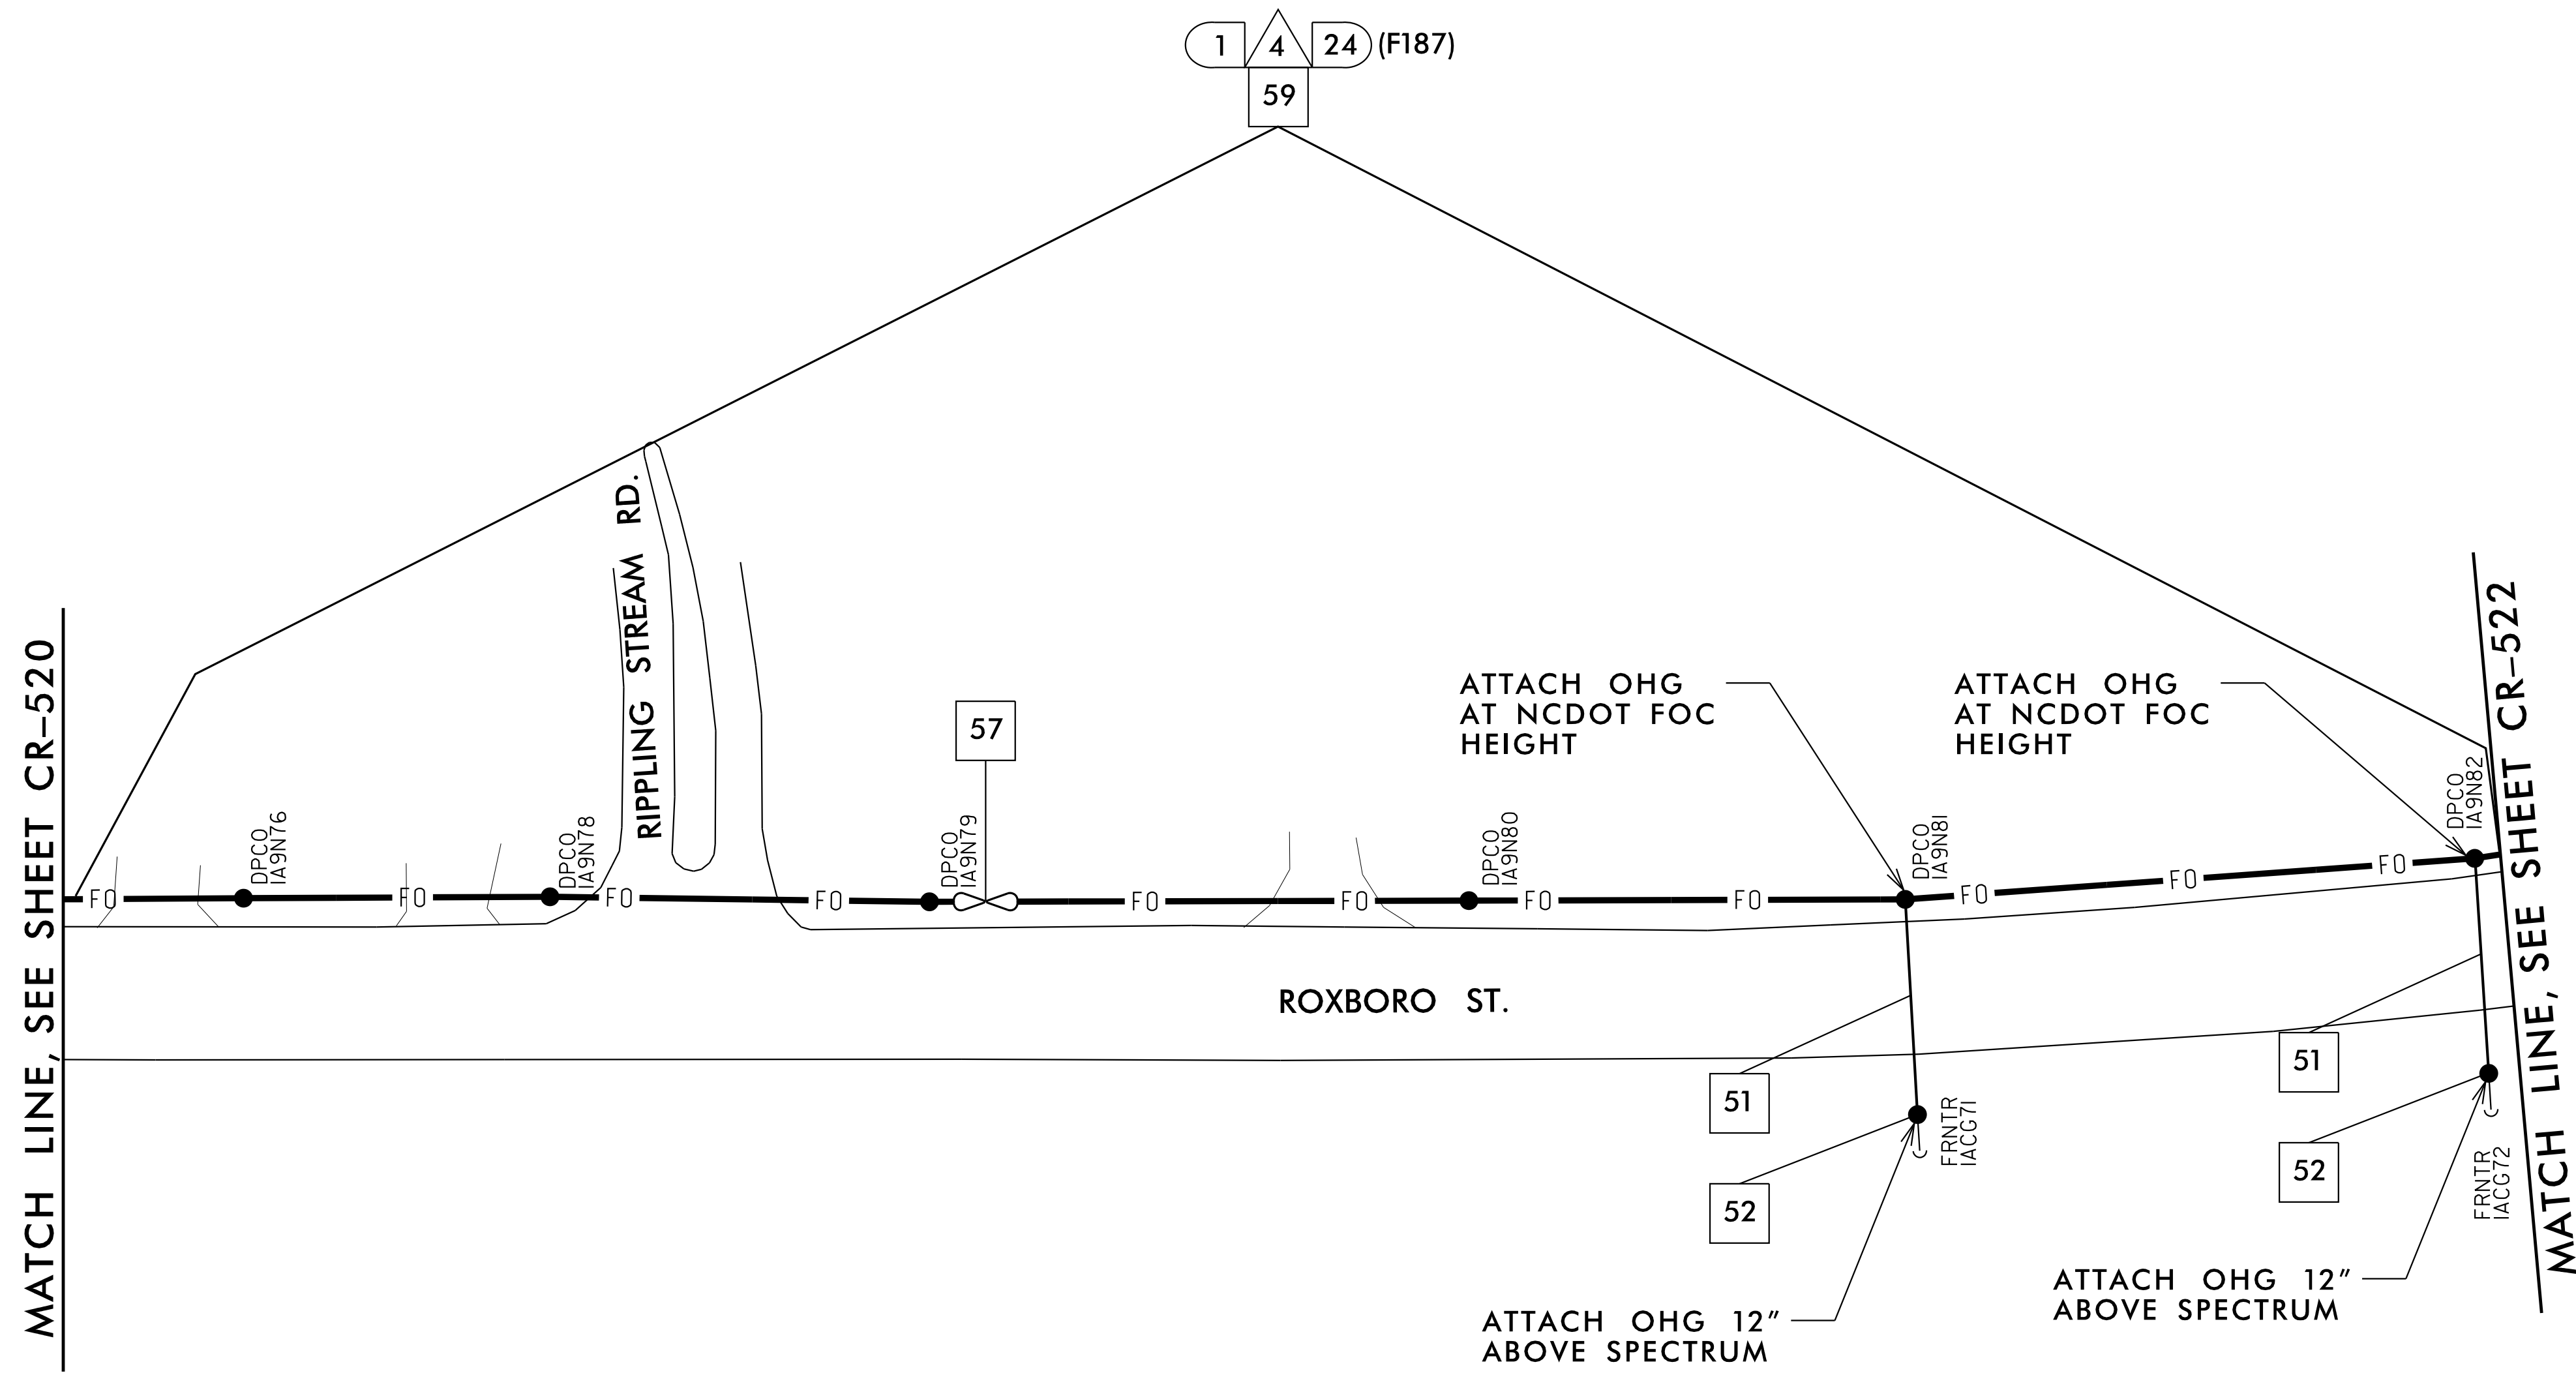 1 4 24 (F187)
59
MATCH LINE, SEE SHEET CR-520
RIPPLING STREAM RD.
57
ATTACH OHG
AT NCDOT FOC
HEIGHT
ATTACH OHG
AT NCDOT FOC
HEIGHT
MATCH LINE, SEE SHEET CR-522
DPCO
IA9N76
DPCO
IA9N78
DPCO
IA9N79
DPCO
IA9N80
DPCO
IA9N81
DPCO
IA9N82
FO FO FO FO FO FO FO FO FO FO FO
ROXBORO ST.
51
52
FRNTR
IACG71
51
52
FRNTR
IACG72
ATTACH OHG 12"
ABOVE SPECTRUM
ATTACH OHG 12"
ABOVE SPECTRUM